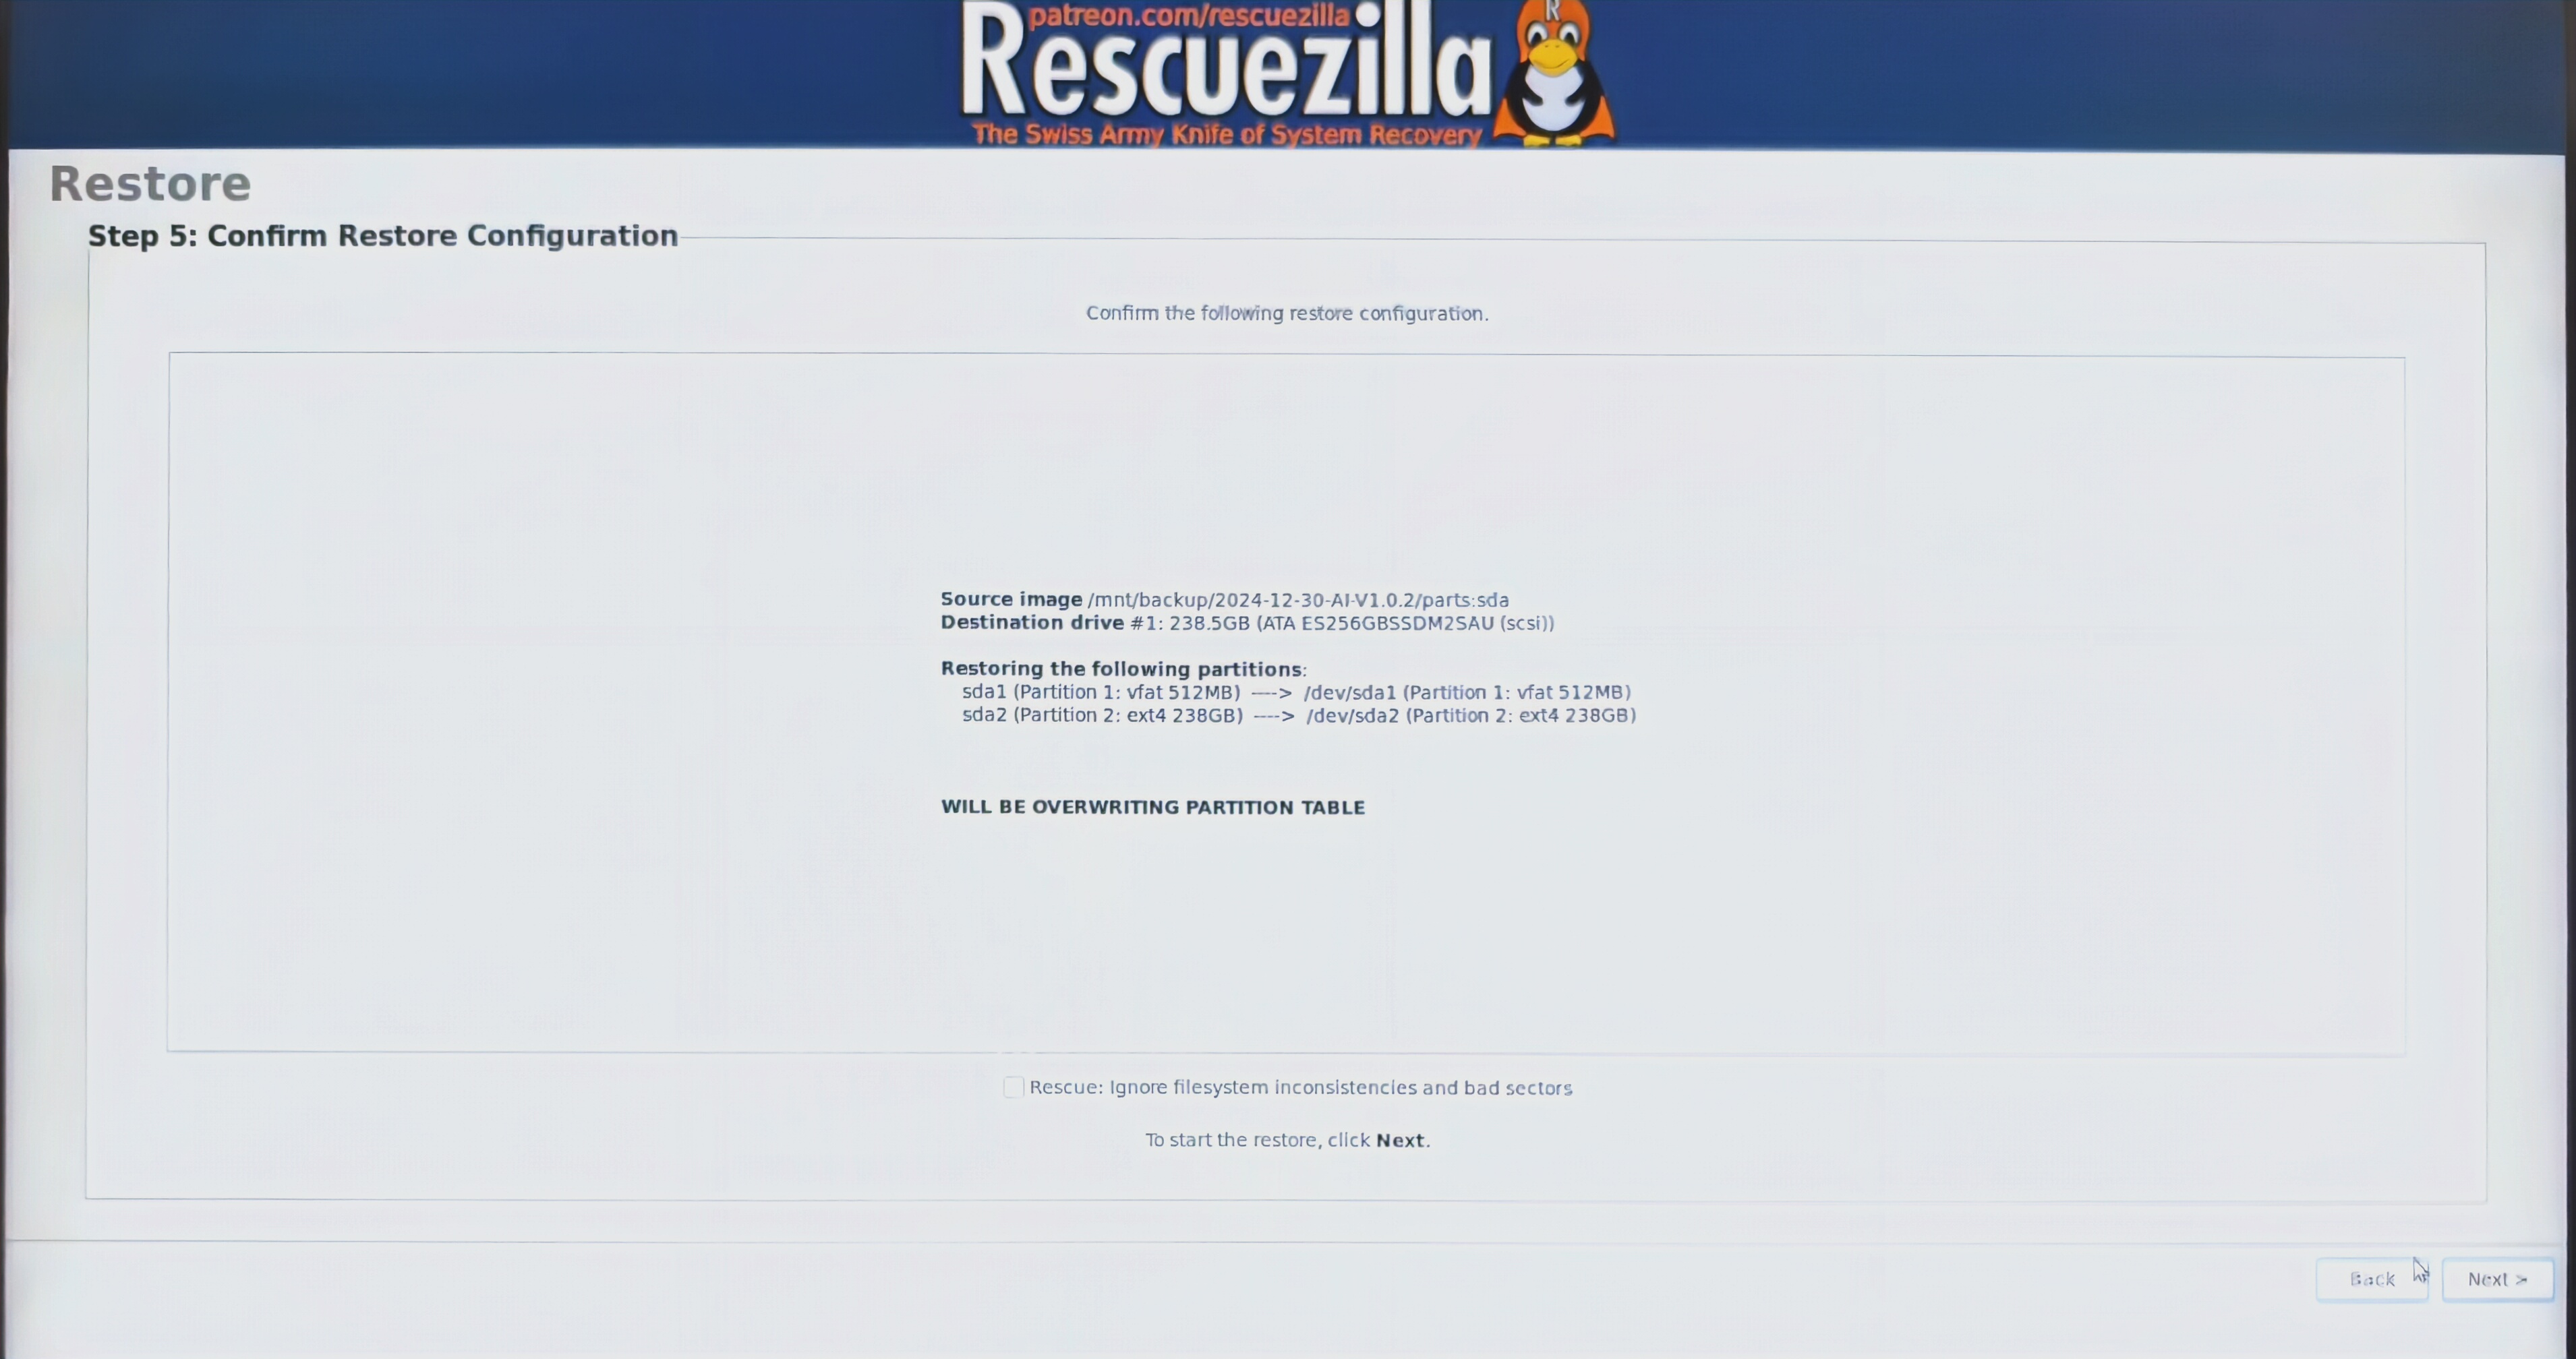 patreon.com/rescuezilla
R
Rescuezilla
The Swiss Army Knife of System Recovery
Restore
Step 5: Confirm Restore Configuration
Confirm the following restore configuration.
Source image /mnt/backup/2024-12-30-AI-V1.0.2/parts:sda
Destination drive #1: 238.5GB (ATA ES256GBSSDM2SAU (scsi))
Restoring the following partitions:
sda1 (Partition 1: vfat 512MB) ----> /dev/sda1 (Partition 1: vfat 512MB)
sda2 (Partition 2: ext4 238GB) ----> /dev/sda2 (Partition 2: ext4 238GB)
WILL BE OVERWRITING PARTITION TABLE
Rescue: Ignore filesystem inconsistencies and bad sectors
To start the restore, click Next.
Back
Next >